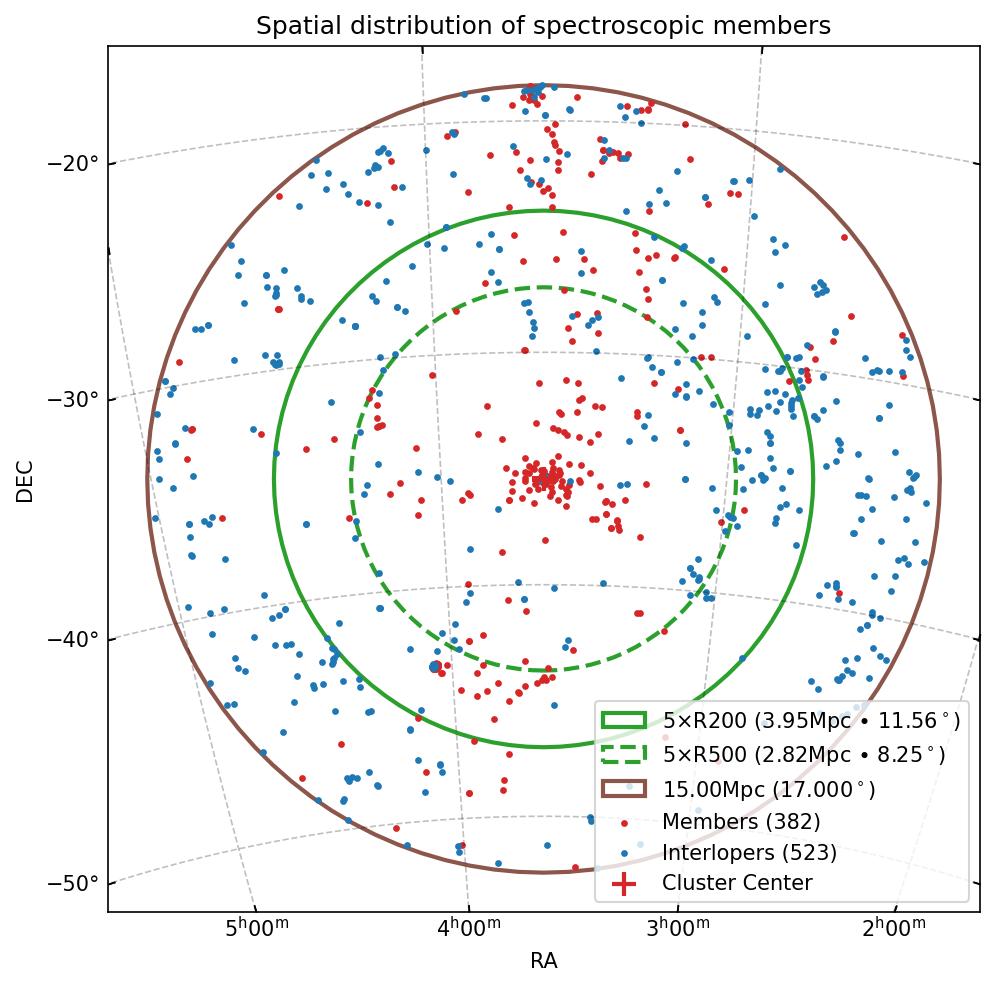 Spatial distribution of spectroscopic members
DEC
−20°
−30°
−40°
−50°
5×R200 (3.95Mpc • 11.56°)
5×R500 (2.82Mpc • 8.25°)
15.00Mpc (17.000°)
Members (382)
Interlopers (523)
Cluster Center
5ʰ00ᵐ 4ʰ00ᵐ 3ʰ00ᵐ 2ʰ00ᵐ
RA